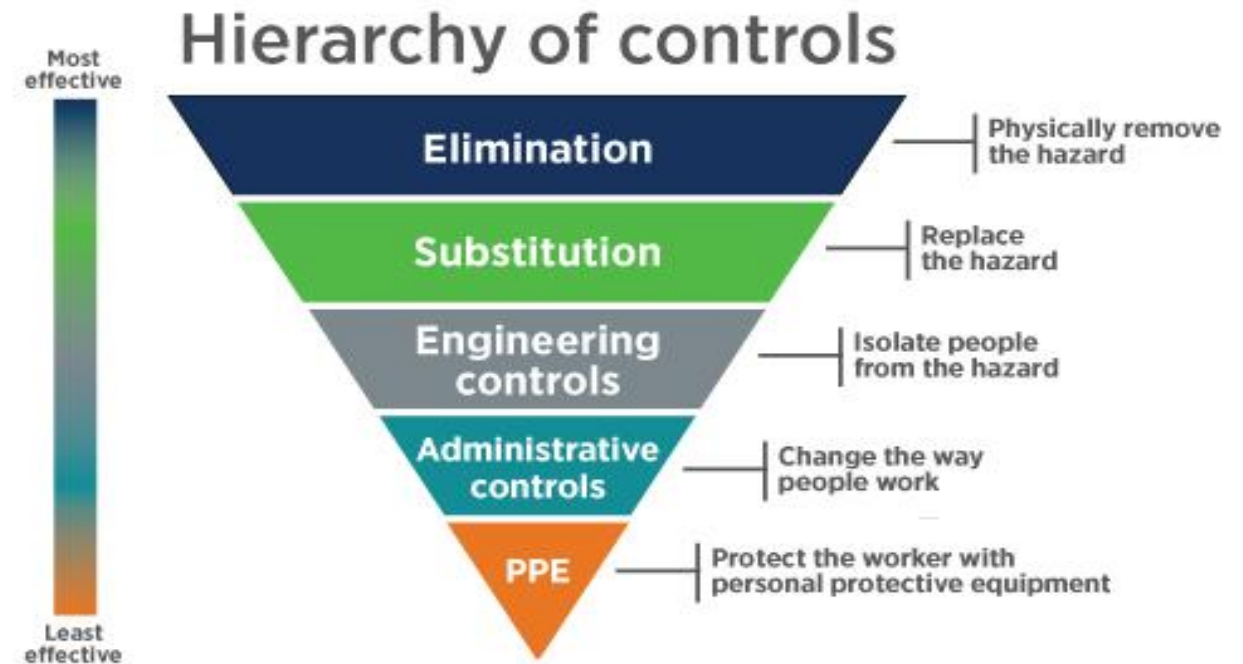 Hierarchy of controls
Most
effective
Elimination
Physically remove
the hazard
Substitution
Replace
the hazard
Engineering
controls
Isolate people
from the hazard
Administrative
controls
Change the way
people work
PPE
Protect the worker with
personal protective equipment
Least
effective